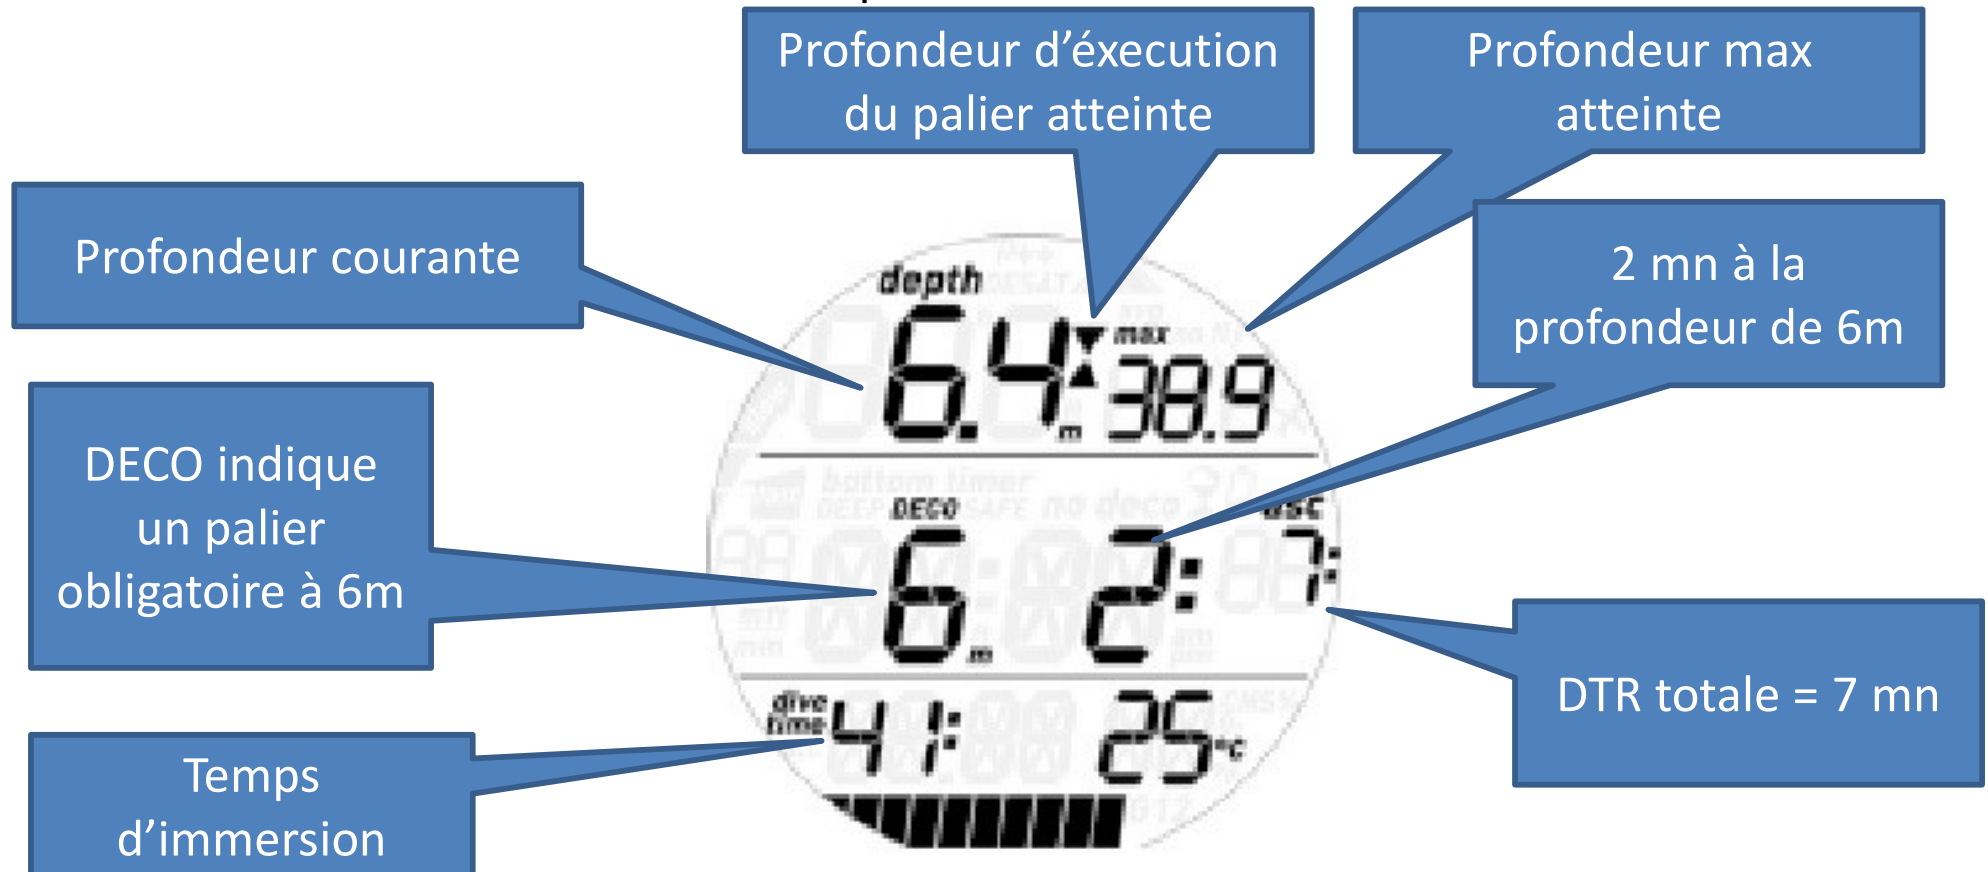 Profondeur d’éxecution
du palier atteinte
Profondeur max
atteinte
Profondeur courante
2 mn à la
profondeur de 6m
depth
6.4 m
max
38.9
DECO indique
un palier
obligatoire à 6m
DECO
asc
6 m
2:
7:
DTR totale = 7 mn
dive
time
41:
25 °C
Temps
d’immersion